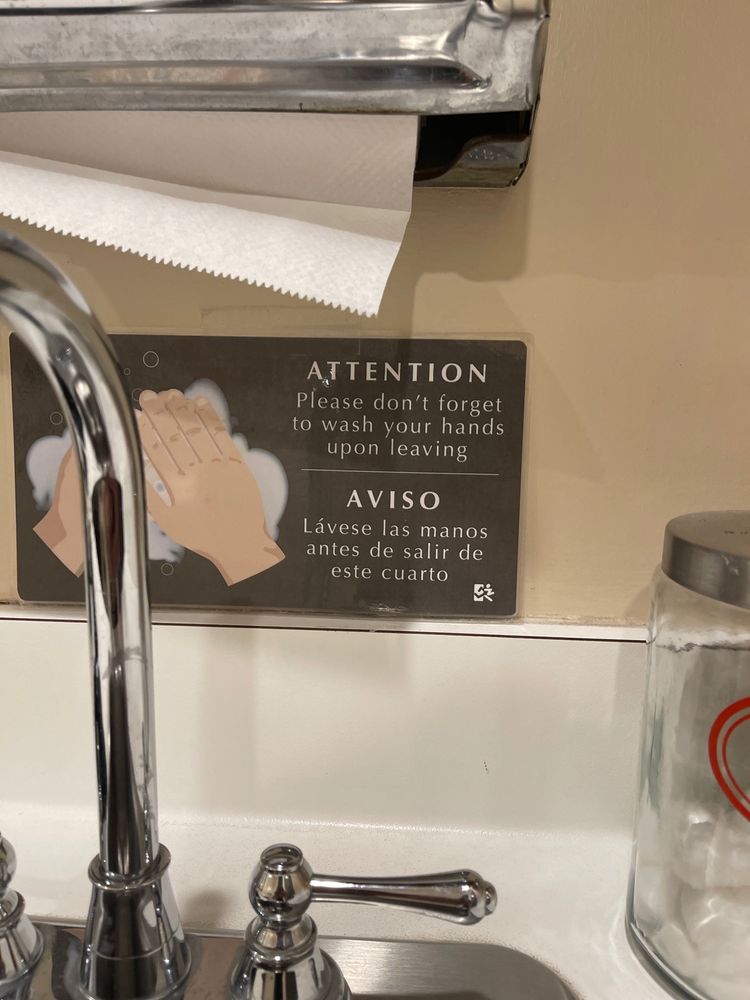 ATTENTION
Please don't forget
to wash your hands
upon leaving
AVISO
Lávese las manos
antes de salir de
este cuarto